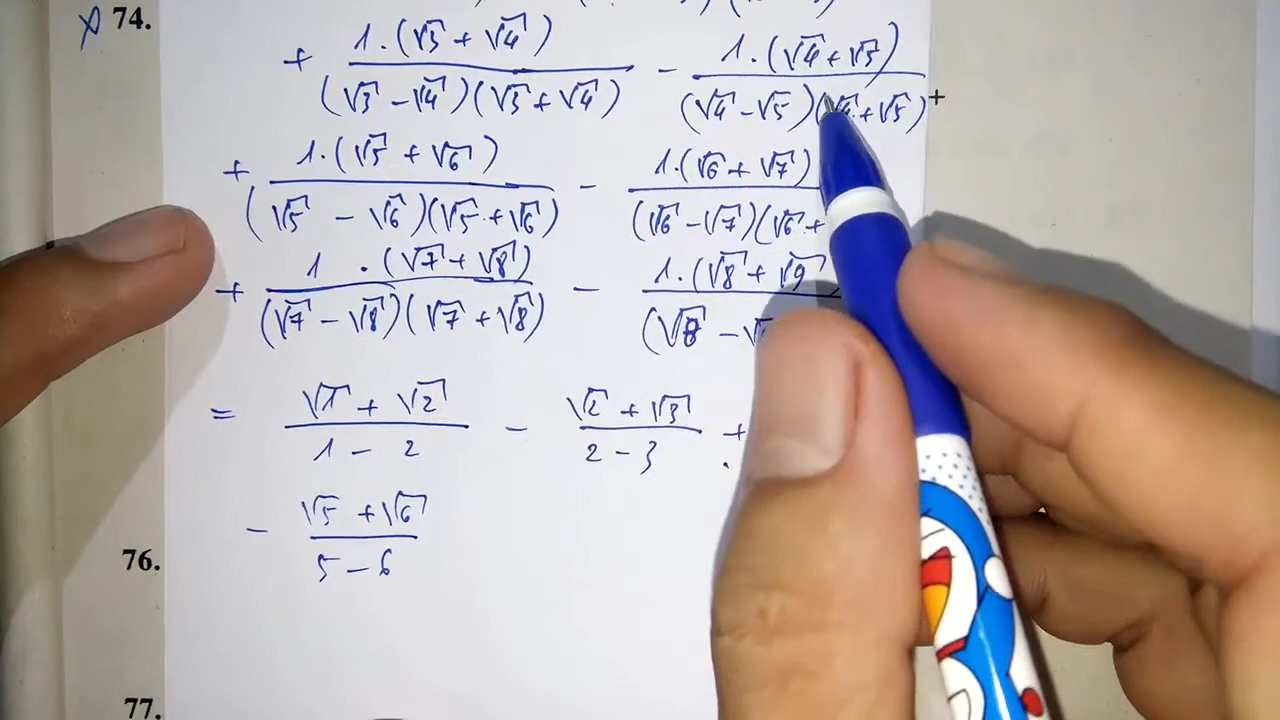 74.
+ 1.(√3 + √4) / (√3 - √4)(√3 + √4) - 1.(√4 + √5) / (√4 - √5)(√4 + √5) +
+ 1.(√5 + √6) / (√5 - √6)(√5 + √6) - 1.(√6 + √7) / (√6 - √7)(√6 +
+ 1 .(√7 + √8) / (√7 - √8)(√7 + √8) - 1.(√8 + √9 / (√8 -
= √1 + √2 / 1 - 2 - √2 + √3 / 2 - 3 +
- √5 + √6 / 5 - 6
76.
77.